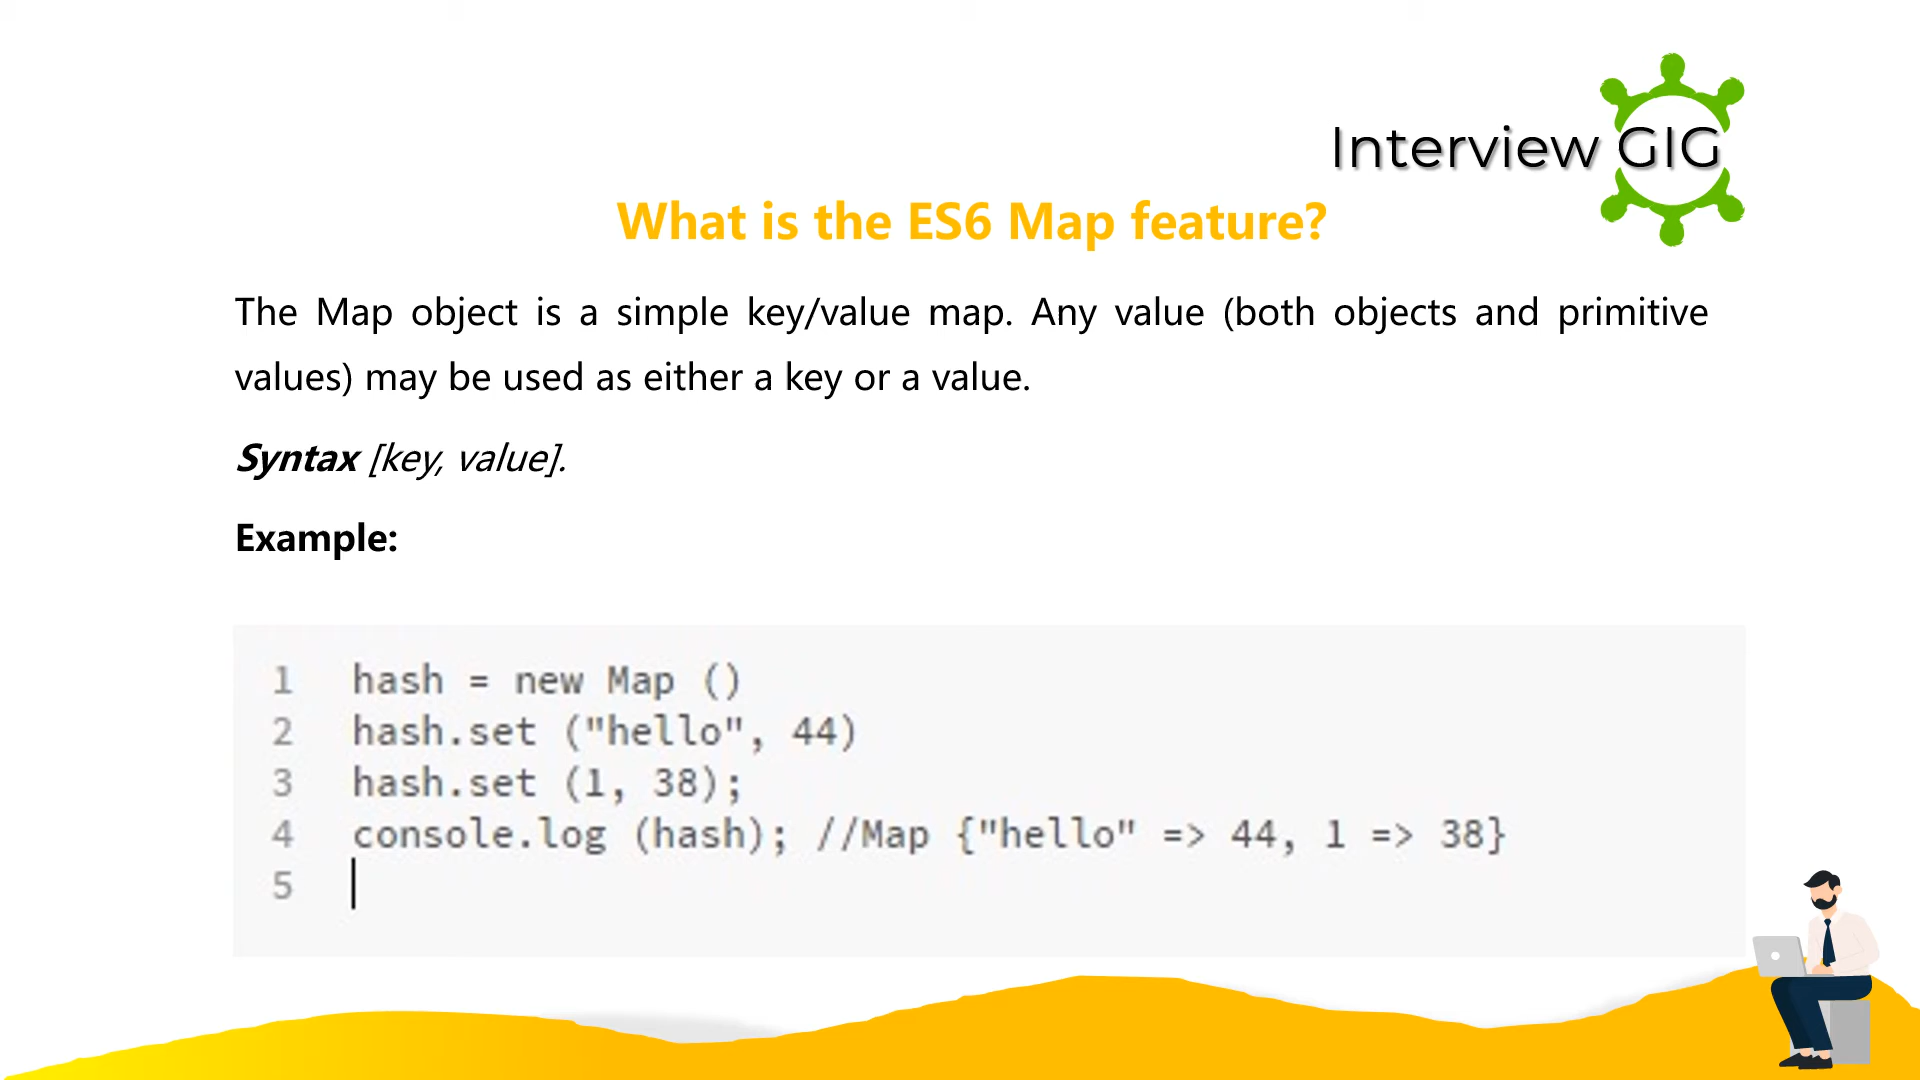 Interview GIG
What is the ES6 Map feature?
The Map object is a simple key/value map. Any value (both objects and primitive
values) may be used as either a key or a value.
Syntax [key, value].
Example:
1 hash = new Map ()
2 hash.set ("hello", 44)
3 hash.set (1, 38);
4 console.log (hash); //Map {"hello" => 44, 1 => 38}
5